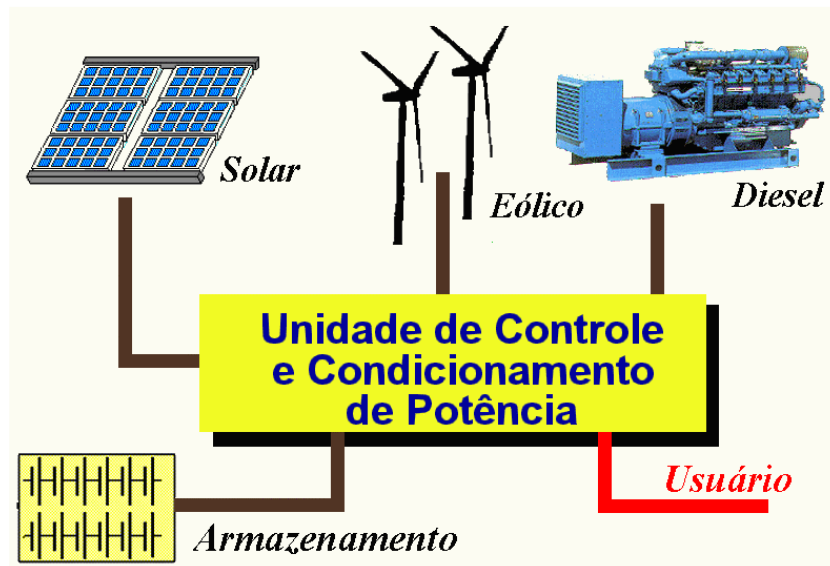 Solar
Eólico
Diesel
Unidade de Controle
e Condicionamento
de Potência
Usuário
Armazenamento